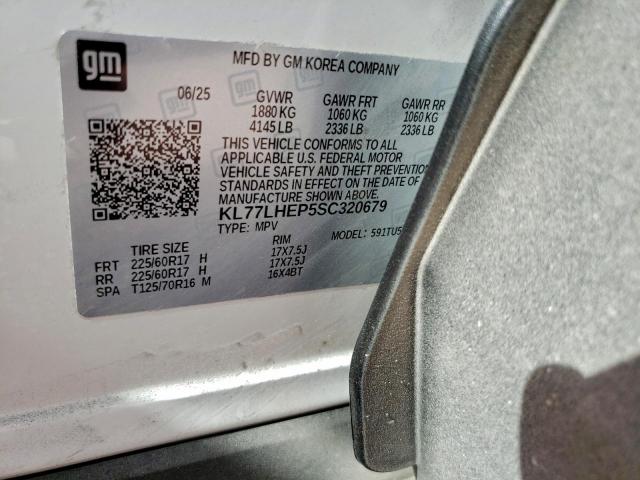 gm
MFD BY GM KOREA COMPANY
06/25 GVWR GAWR FRT GAWR RR
1880 KG 1060 KG 1060 KG
4145 LB 2336 LB 2336 LB
THIS VEHICLE CONFORMS TO ALL
APPLICABLE U.S. FEDERAL MOTOR
VEHICLE SAFETY AND THEFT
PREVENTION STANDARDS IN EFFECT ON THE DATE OF
MANUFACTURE SHOWN ABOVE.
KL77LHEP5SC320679
TYPE: MPV MODEL: 591TU5
TIRE SIZE RIM
FRT 225/60R17 H 17X7.5J
RR 225/60R17 H 17X7.5J
SPA T125/70R16 M 16X4BT